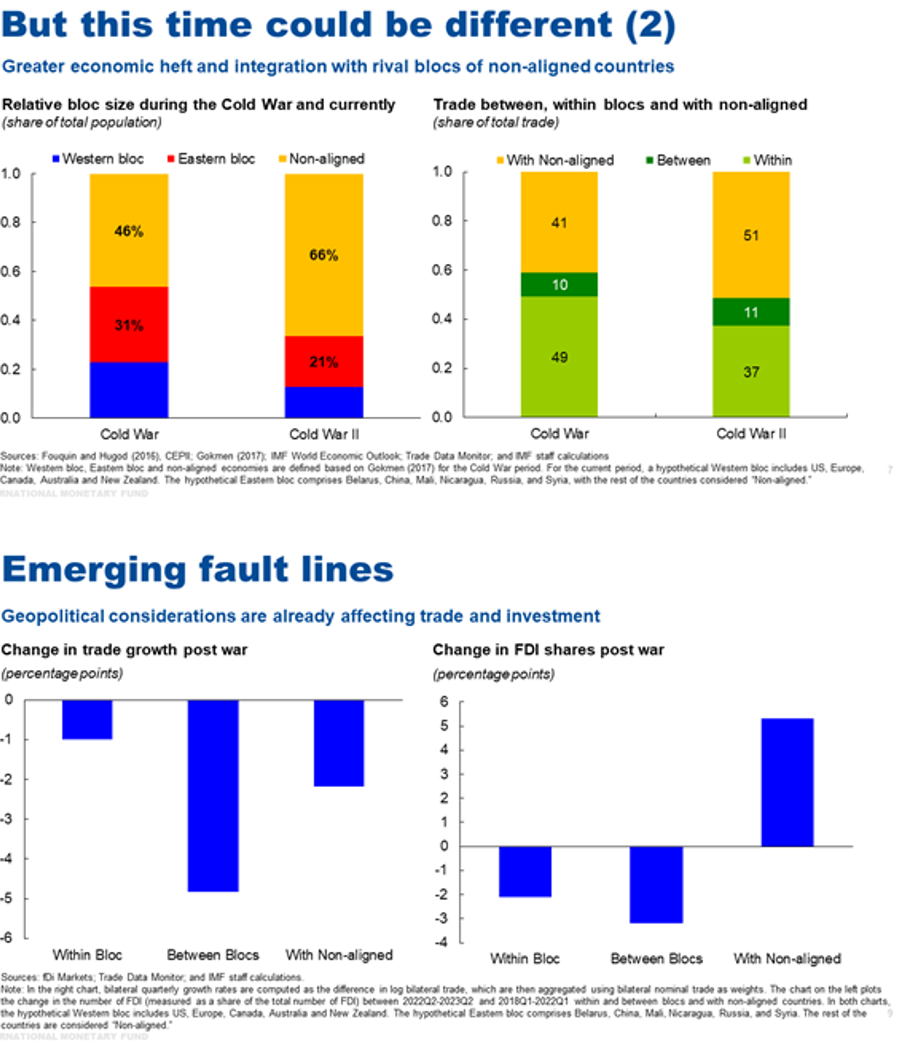 But this time could be different (2)
Greater economic heft and integration with rival blocs of non-aligned countries
Relative bloc size during the Cold War and currently
(share of total population)
Western bloc Eastern bloc Non-aligned
1.0
0.8
0.6
0.4
0.2
0.0
46%
31%
66%
21%
Cold War Cold War II
Trade between, within blocs and with non-aligned
(share of total trade)
With Non-aligned Between Within
1.0
0.8
0.6
0.4
0.2
0.0
41
10
49
51
11
37
Cold War Cold War II
Sources: Fouquin and Hugod (2016), CEPII; Gokmen (2017); IMF World Economic Outlook; Trade Data Monitor; and IMF staff calculations
Note: Western bloc, Eastern bloc and non-aligned economies are defined based on Gokmen (2017) for the Cold War period. For the current period, a hypothetical Western bloc includes US, Europe,
Canada, Australia and New Zealand. The hypothetical Eastern bloc comprises Belarus, China, Mali, Nicaragua, Russia, and Syria, with the rest of the countries considered "Non-aligned."
7
RNATIONAL MONETARY FUND
Emerging fault lines
Geopolitical considerations are already affecting trade and investment
Change in trade growth post war
(percentage points)
0
-1
-2
-3
-4
-5
-6
Within Bloc Between Blocs With Non-aligned
Change in FDI shares post war
(percentage points)
6
5
4
3
2
1
0
-1
-2
-3
-4
Within Bloc Between Blocs With Non-aligned
Sources: fDi Markets; Trade Data Monitor; and IMF staff calculations.
Note: In the right chart, bilateral quarterly growth rates are computed as the difference in log bilateral trade, which are then aggregated using bilateral nominal trade as weights. The chart on the left plots
the change in the number of FDI (measured as a share of the total number of FDI) between 2022Q2-2023Q2 and 2018Q1-2022Q1 within and between blocs and with non-aligned countries. In both charts,
the hypothetical Western bloc includes US, Europe, Canada, Australia and New Zealand. The hypothetical Eastern bloc comprises Belarus, China, Mali, Nicaragua, Russia, and Syria. The rest of the
countries are considered "Non-aligned."
9
RNATIONAL MONETARY FUND